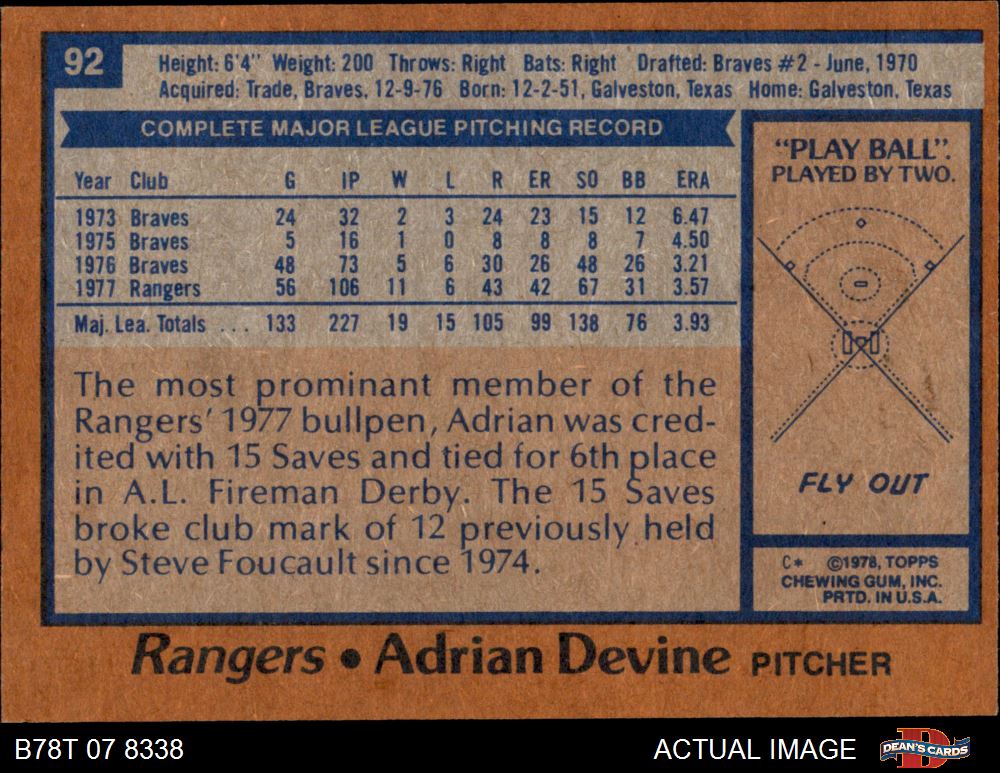 92
Height: 6'4" Weight: 200 Throws: Right Bats: Right Drafted: Braves #2 - June, 1970
Acquired: Trade, Braves, 12-9-76 Born: 12-2-51, Galveston, Texas Home: Galveston, Texas
COMPLETE MAJOR LEAGUE PITCHING RECORD
Year Club G IP W L R ER SO BB ERA
1973 Braves 24 32 2 3 24 23 15 12 6.47
1975 Braves 5 16 1 0 8 8 8 7 4.50
1976 Braves 48 73 5 6 30 26 48 26 3.21
1977 Rangers 56 106 11 6 43 42 67 31 3.57
Maj. Lea. Totals ... 133 227 19 15 105 99 138 76 3.93
The most prominant member of the
Rangers' 1977 bullpen, Adrian was cred-
ited with 15 Saves and tied for 6th place
in A.L. Fireman Derby. The 15 Saves
broke club mark of 12 previously held
by Steve Foucault since 1974.
"PLAY BALL".
PLAYED BY TWO.
FLY OUT
C* ©1978, TOPPS
CHEWING GUM, INC.
PRTD. IN U.S.A.
Rangers • Adrian Devine PITCHER
B78T 07 8338
ACTUAL IMAGE
DEAN'S CARDS